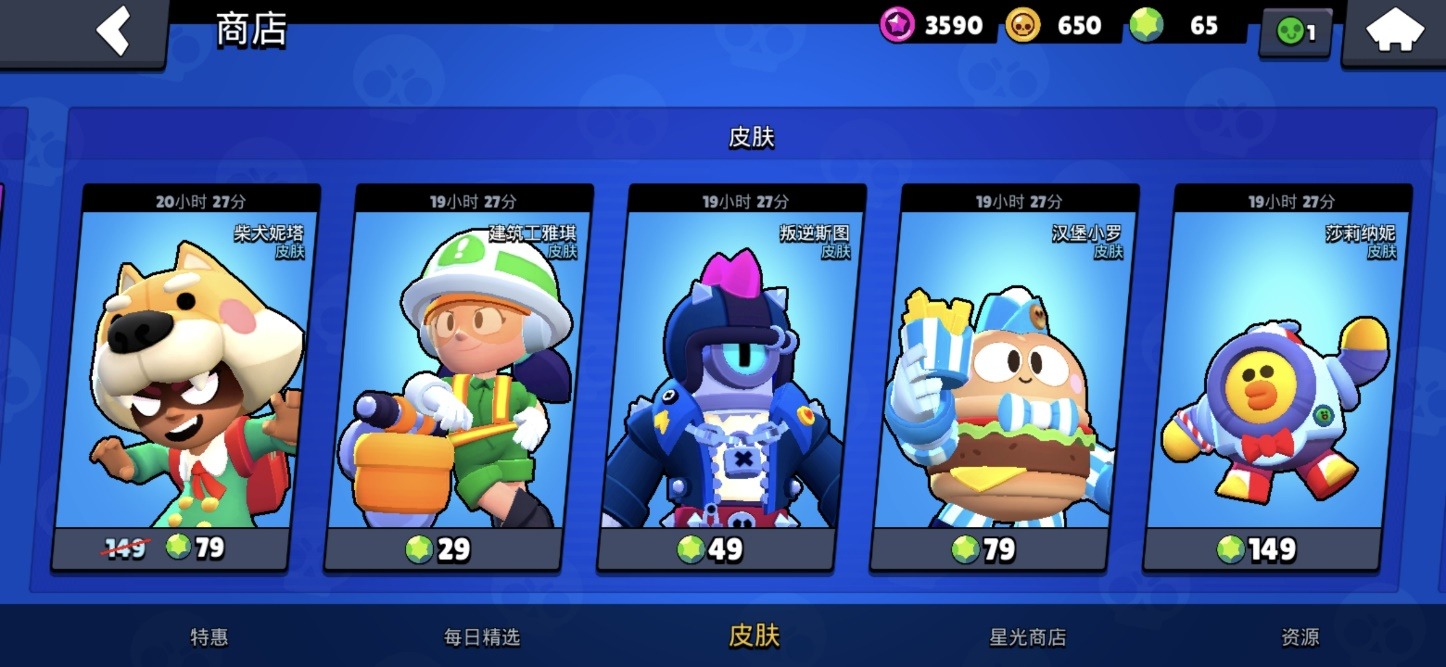 商店
3590
650
65
1
皮肤
20小时 27分
柴犬妮塔
皮肤
149 79
19小时 27分
建筑工雅琪
皮肤
29
19小时 27分
叛逆斯图
皮肤
49
19小时 27分
汉堡小罗
皮肤
79
19小时 27分
莎莉纳妮
皮肤
149
特惠
每日精选
皮肤
星光商店
资源